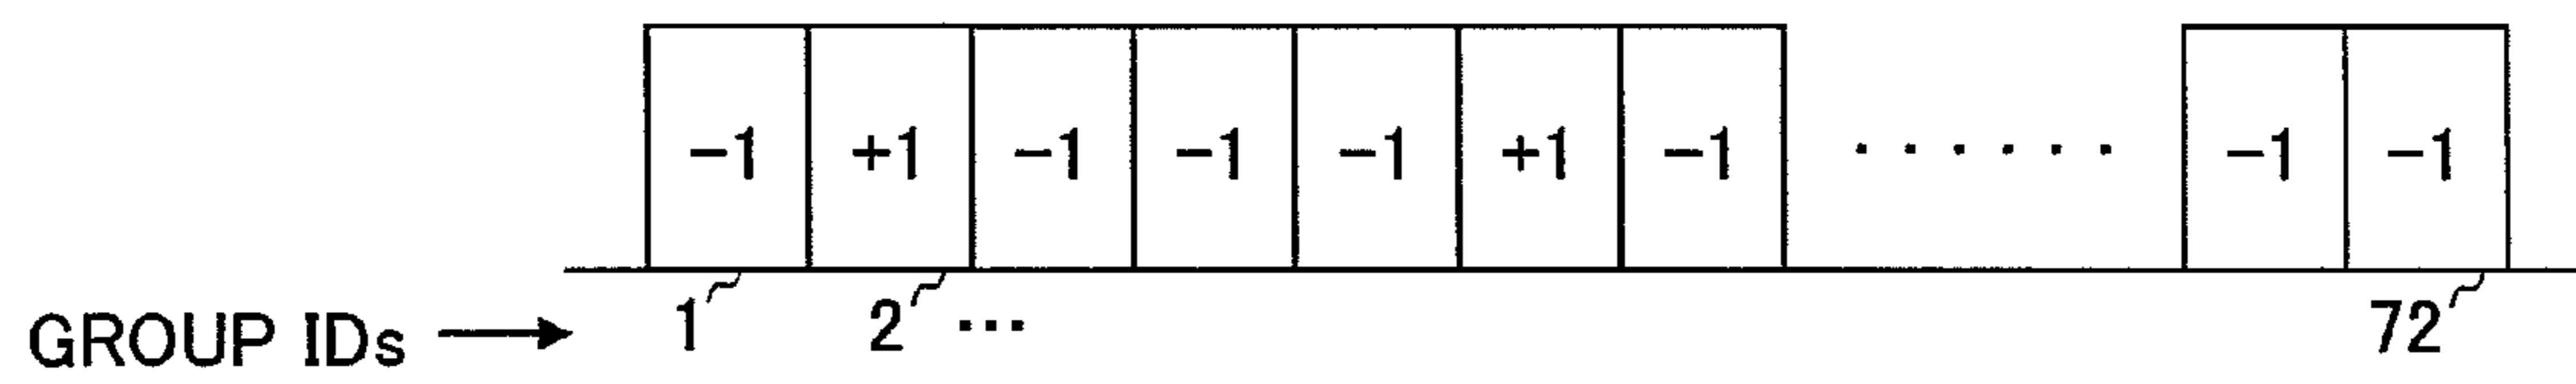 −1 +1 −1 −1 −1 +1 −1 ...... −1 −1
GROUP IDs → 1 2 ... 72